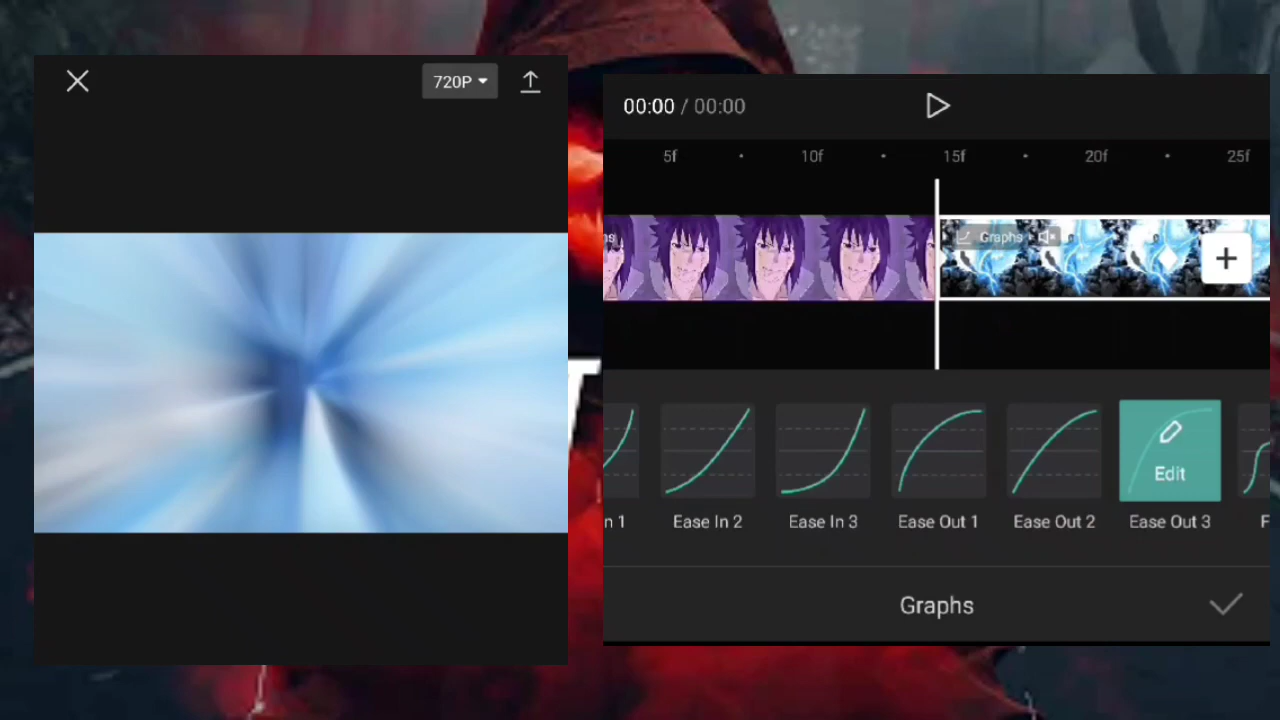 720P
00:00 / 00:00
5f 10f 15f 20f 25f
Graphs
Edit
n 1 Ease In 2 Ease In 3 Ease Out 1 Ease Out 2 Ease Out 3 F
Graphs